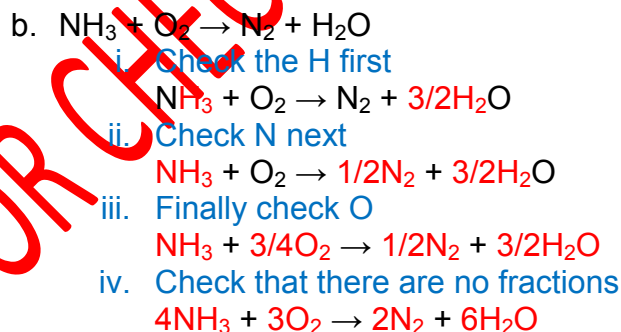 b. NH₃ + O₂ → N₂ + H₂O
i. Check the H first
NH₃ + O₂ → N₂ + 3/2H₂O
ii. Check N next
NH₃ + O₂ → 1/2N₂ + 3/2H₂O
iii. Finally check O
NH₃ + 3/4O₂ → 1/2N₂ + 3/2H₂O
iv. Check that there are no fractions
4NH₃ + 3O₂ → 2N₂ + 6H₂O